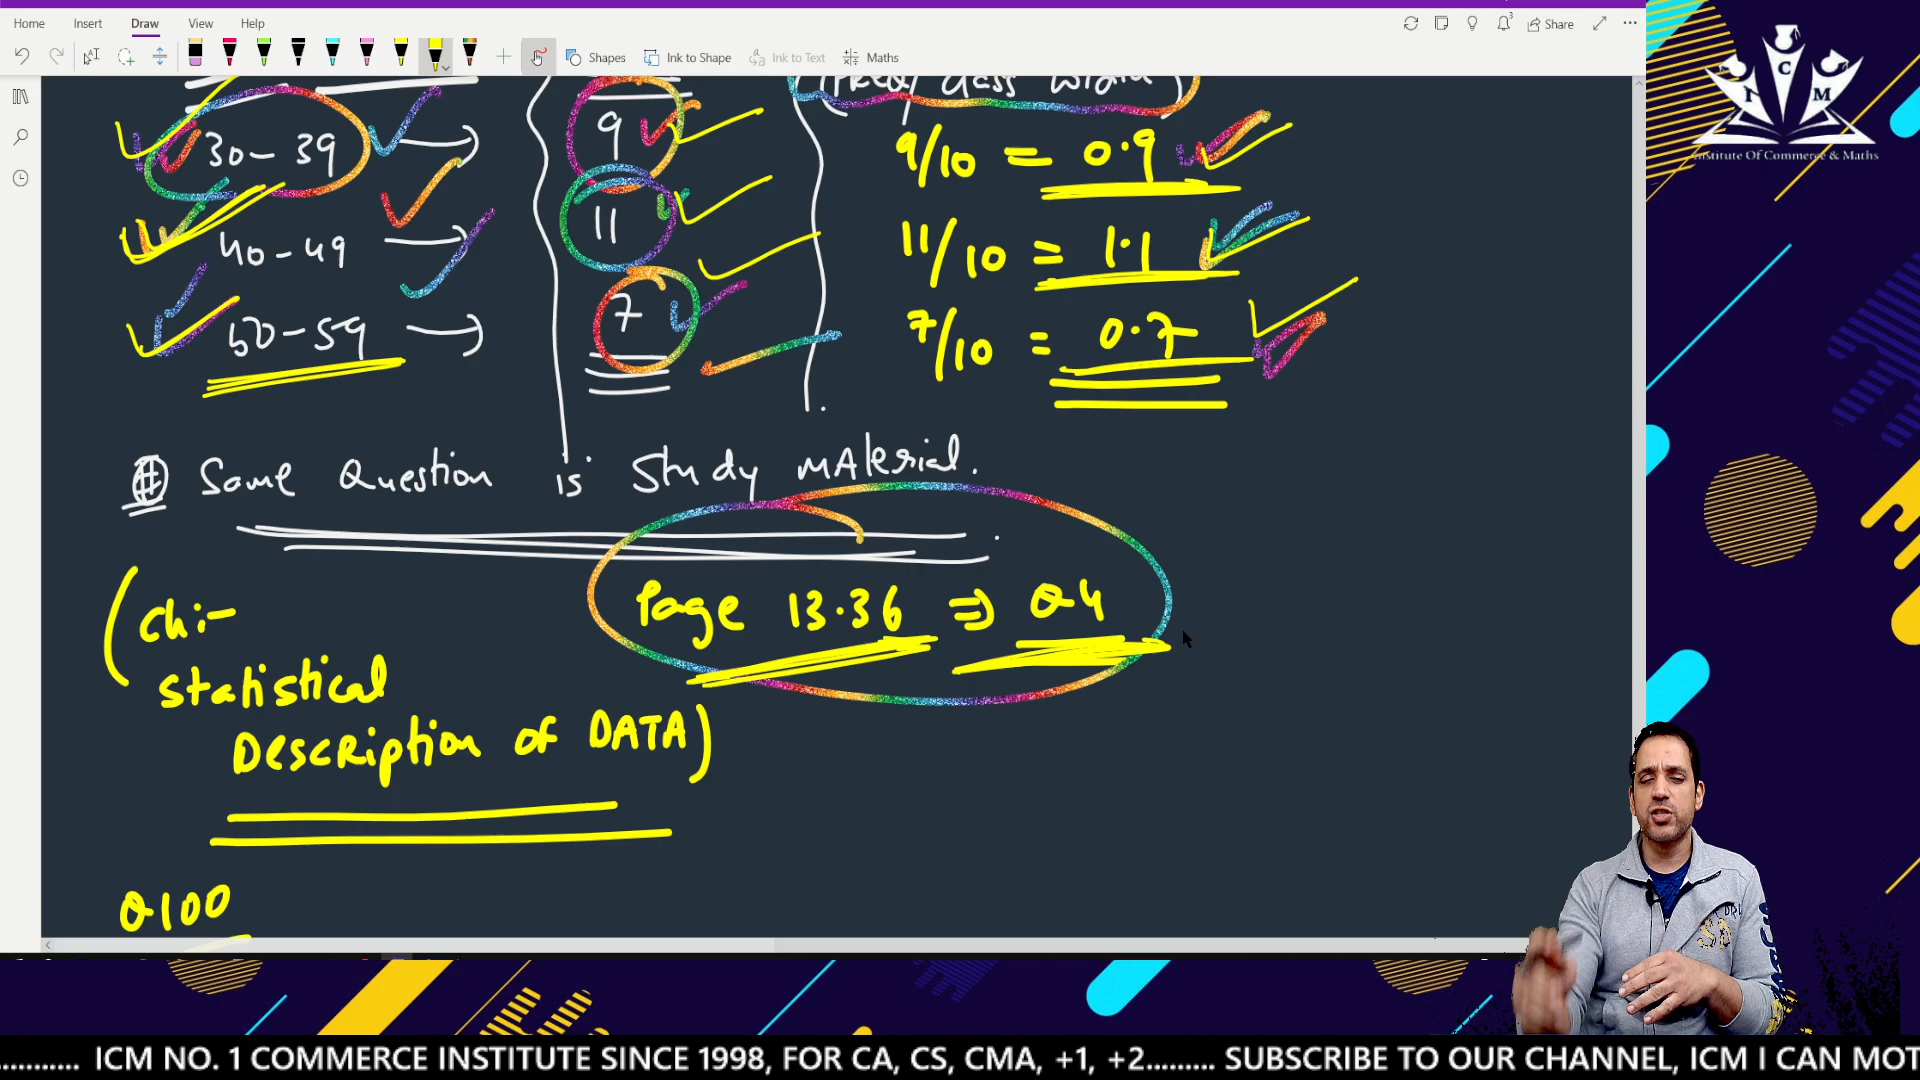 Home Insert Draw View Help
3 Share
Shapes Ink to Shape Ink to Text Maths
class width
30 - 39 9 9/10 = 0.9
40 - 49 11 11/10 = 1.1
50 - 59 7 7/10 = 0.7
# Same Question is Study MAterial.
Page 13.36 ⇒ Q4
(Ch:-
Statistical
Description of DATA)
Q100
I C M
Institute Of Commerce & Maths
........... ICM NO. 1 COMMERCE INSTITUTE SINCE 1998, FOR CA, CS, CMA, +1, +2......... SUBSCRIBE TO OUR CHANNEL, ICM I CAN MOT